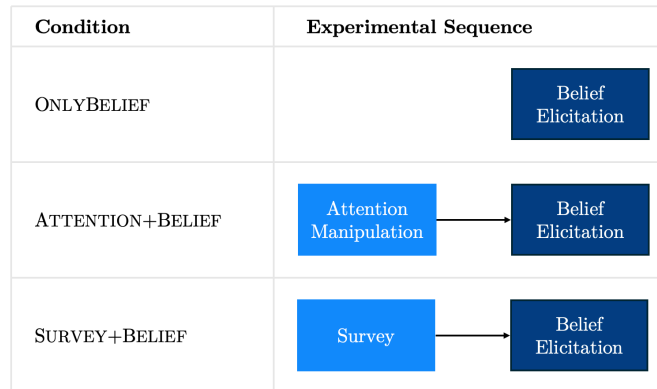 Condition
Experimental Sequence
ONLYBELIEF
Belief
Elicitation
ATTENTION+BELIEF
Attention
Manipulation
Belief
Elicitation
SURVEY+BELIEF
Survey
Belief
Elicitation